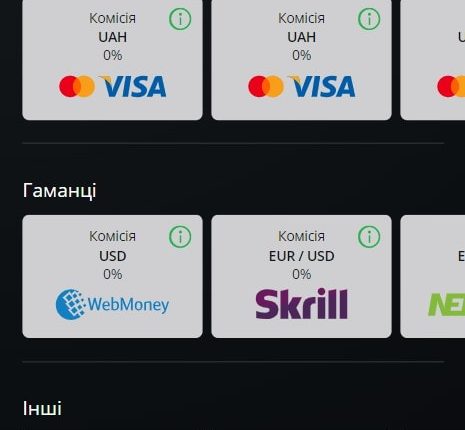 Комісія
UAH
0%
VISA
Комісія
UAH
0%
VISA
Гаманці
Комісія
USD
0%
WebMoney
Комісія
EUR / USD
0%
Skrill
Інші